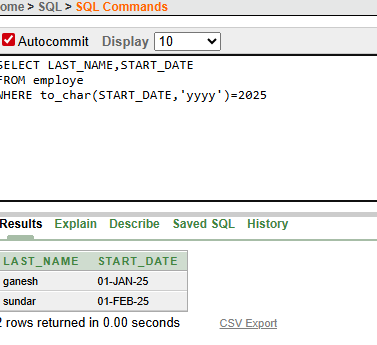 ome > SQL > SQL Commands
Autocommit Display 10
SELECT LAST_NAME,START_DATE
FROM employe
WHERE to_char(START_DATE,'yyyy')=2025
Results Explain Describe Saved SQL History
LAST_NAME START_DATE
ganesh 01-JAN-25
sundar 01-FEB-25
2 rows returned in 0.00 seconds CSV Export